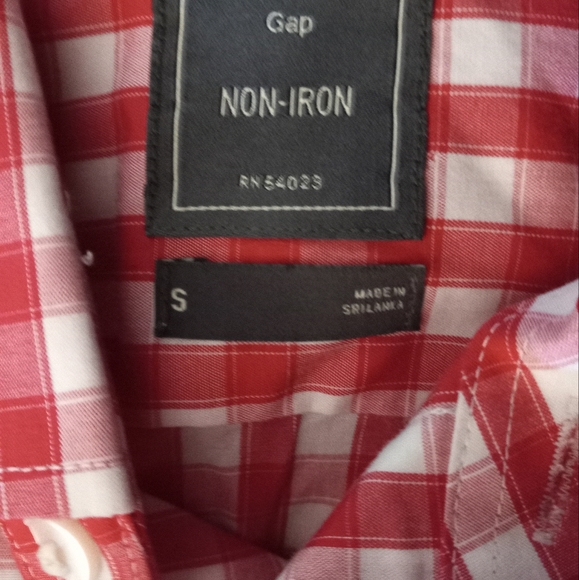 Gap
NON-IRON
RN 54023
S
MADE IN
SRI LANKA